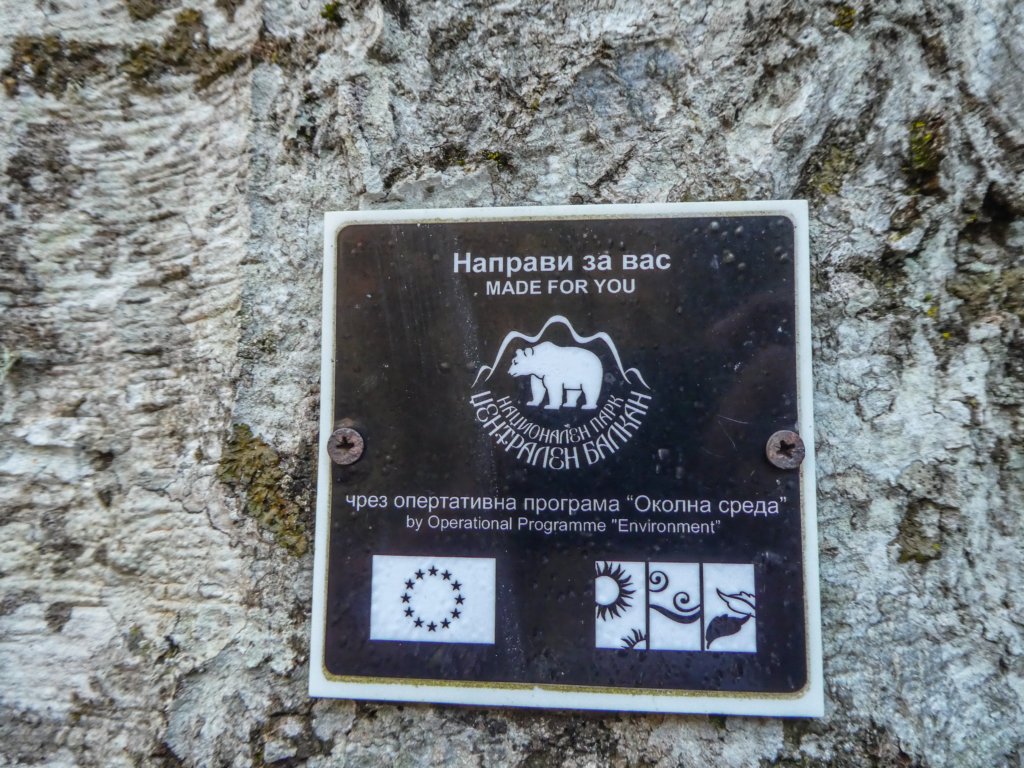 Направи за вас
MADE FOR YOU
НАЦИОНАЛЕН ПАРК
ЦЕНТРАЛЕН БАЛКАН
чрез опертативна програма “Околна среда”
by Operational Programme "Environment"